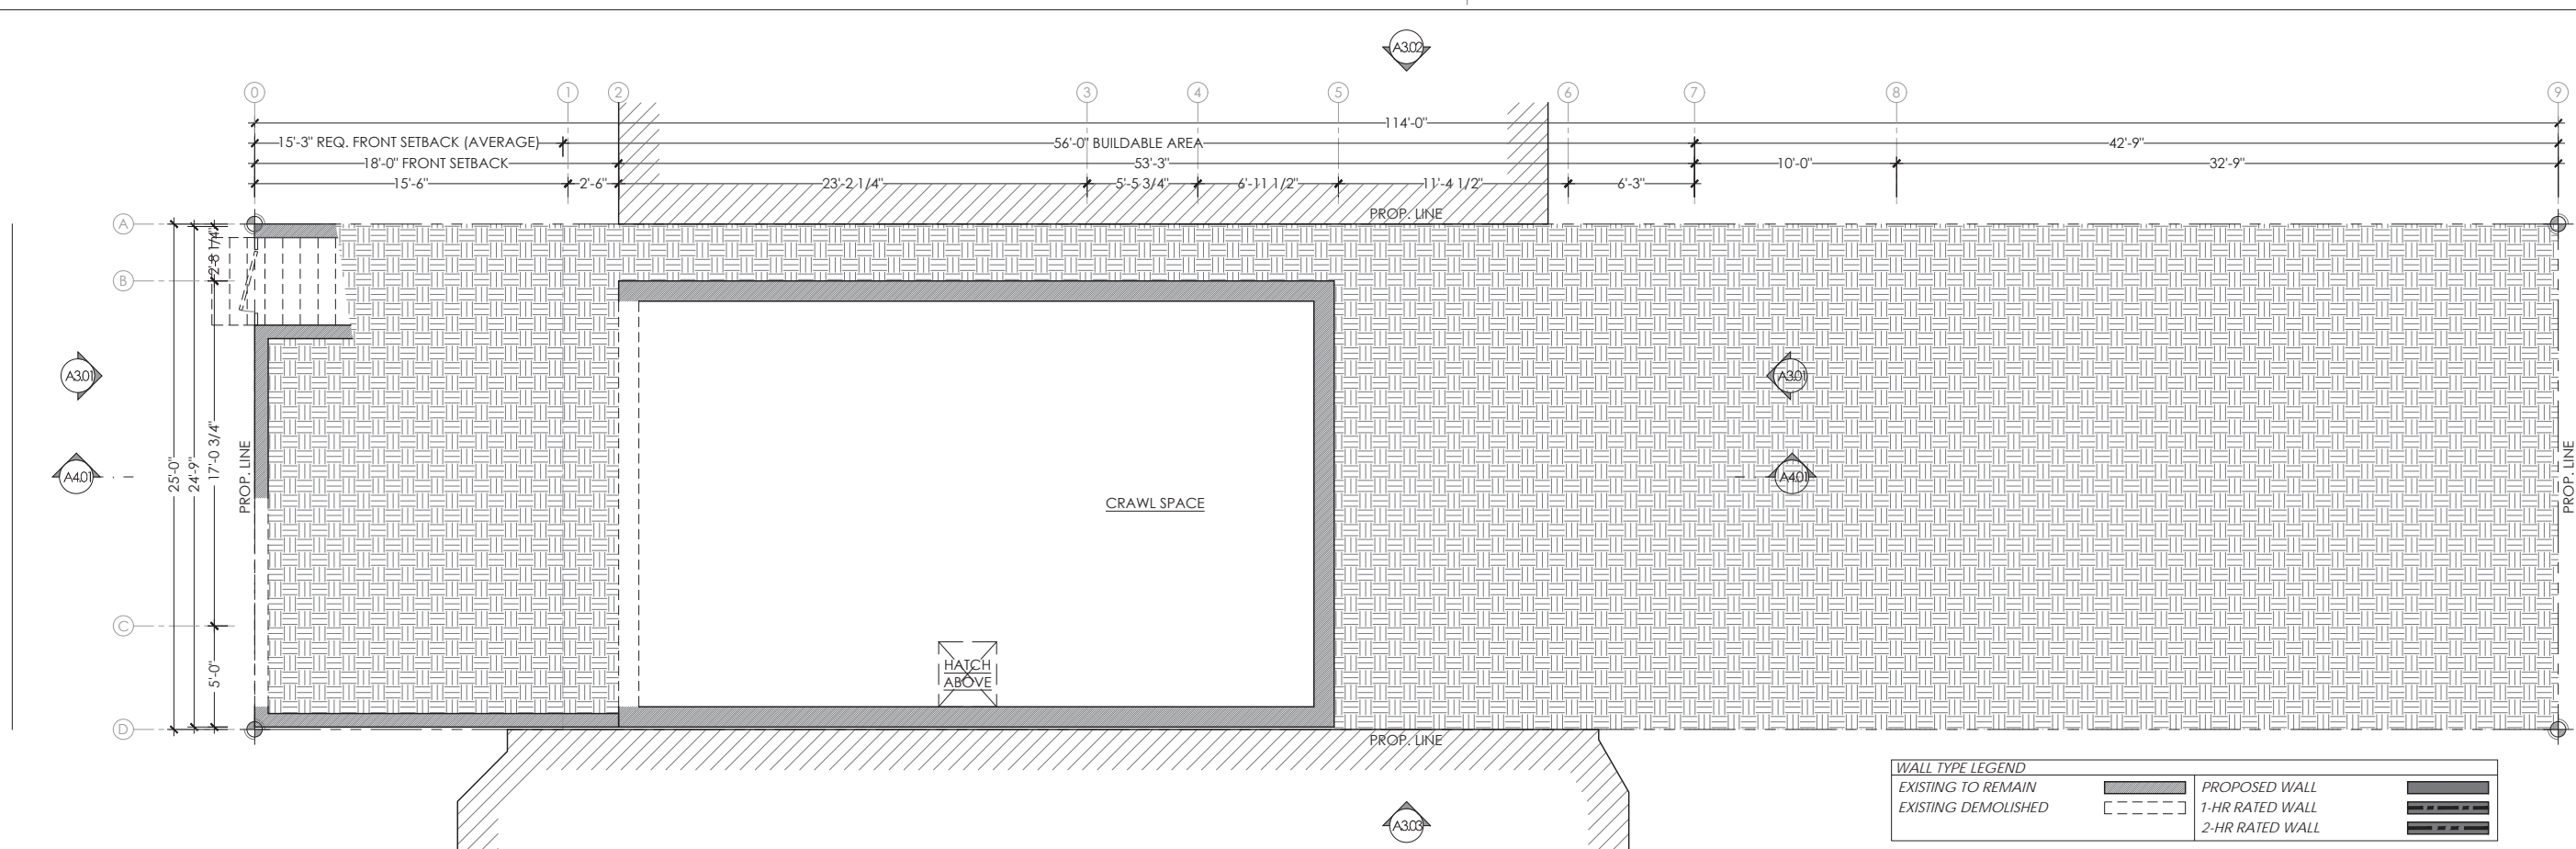 A3.02
0
1
2
3
4
5
6
7
8
9
114'-0"
15'-3" REQ. FRONT SETBACK (AVERAGE)
56'-0" BUILDABLE AREA
42'-9"
18'-0" FRONT SETBACK
53'-3"
10'-0"
32'-9"
15'-6"
2'-6"
23'-2 1/4"
5'-5 3/4"
6'-11 1/2"
11'-4 1/2"
6'-3"
PROP. LINE
A
B
C
D
25'-0"
24'-9"
2'-8 1/4"
17'-0 3/4"
5'-0"
PROP. LINE
A3.01
A4.01
CRAWL SPACE
HATCH
ABOVE
A3.01
A4.01
PROP. LINE
PROP. LINE
A3.03
WALL TYPE LEGEND
EXISTING TO REMAIN
EXISTING DEMOLISHED
PROPOSED WALL
1-HR RATED WALL
2-HR RATED WALL